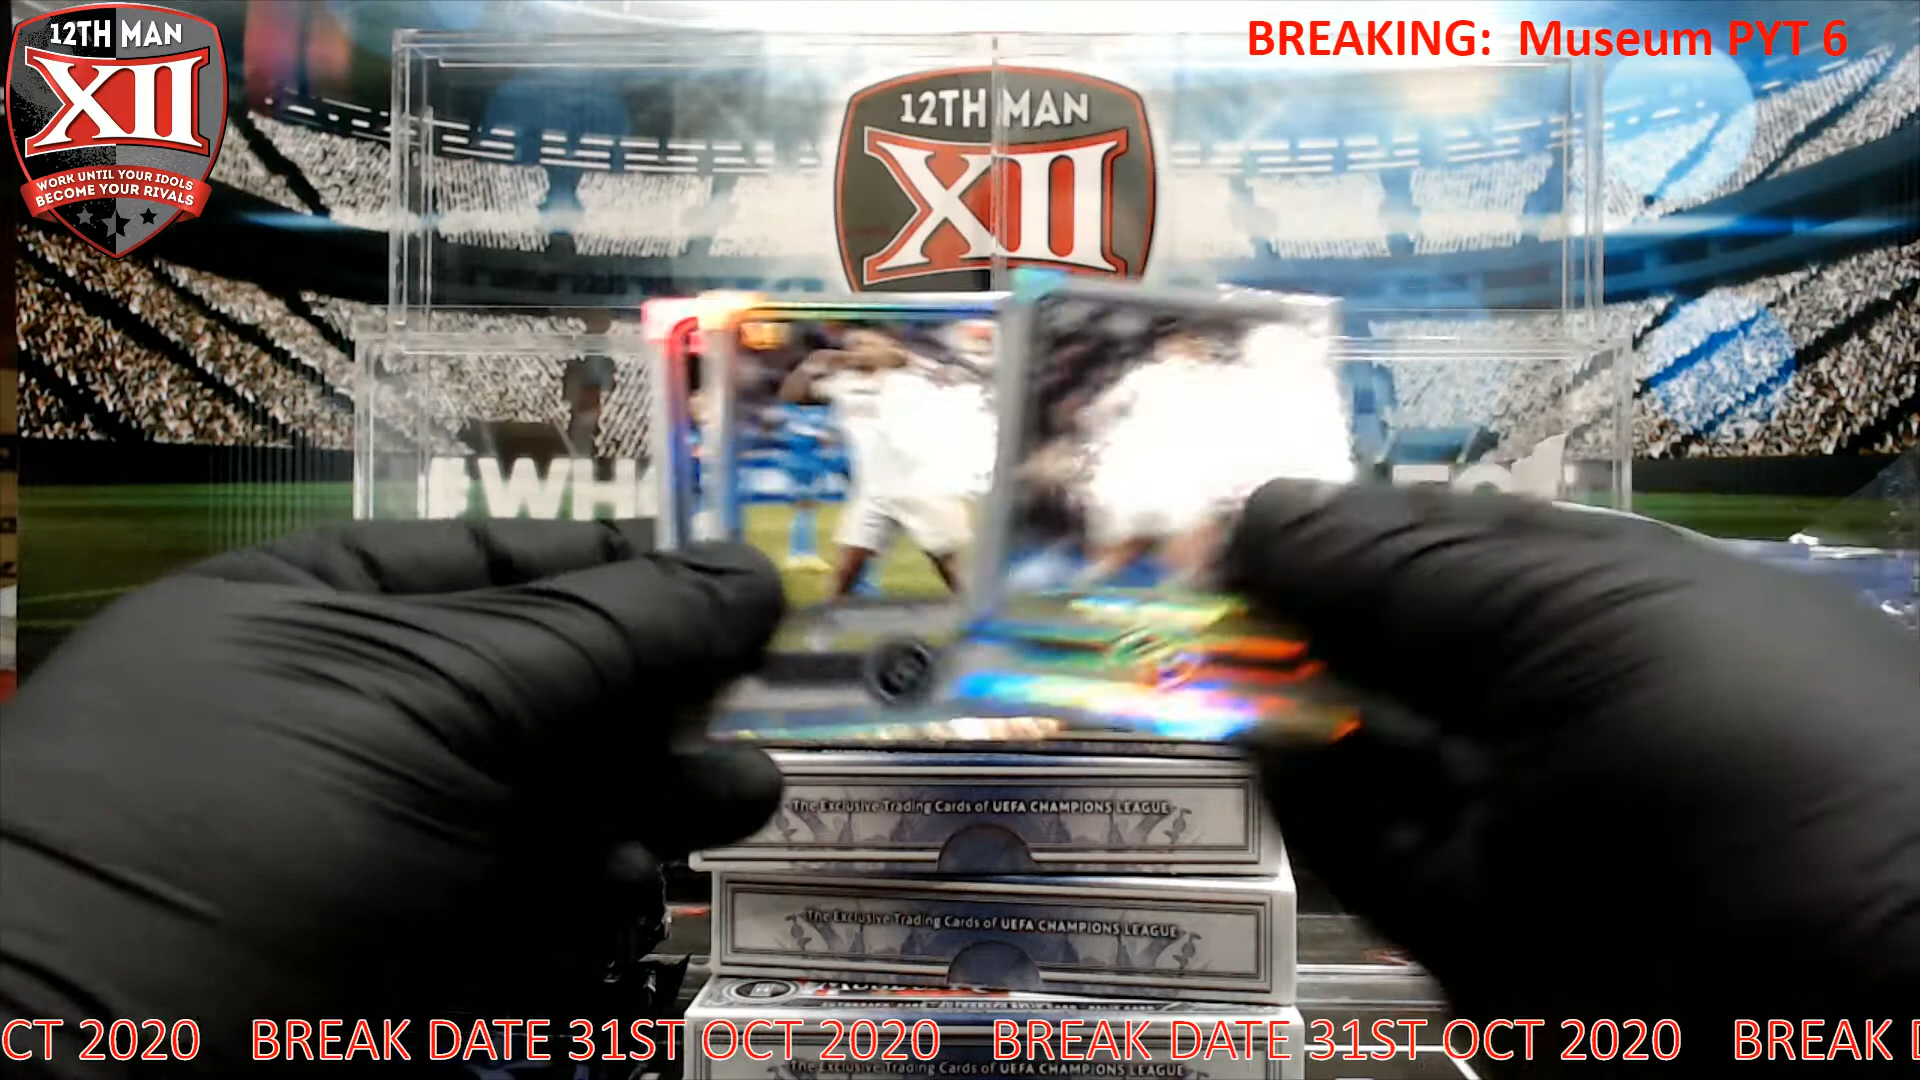 12TH MAN
XII
WORK UNTIL YOUR IDOLS
BECOME YOUR RIVALS
BREAKING: Museum PYT 6
12TH MAN
XII
#WH
The Exclusive Trading Cards of UEFA CHAMPIONS LEAGUE
The Exclusive Trading Cards of UEFA CHAMPIONS LEAGUE
The Exclusive Trading Cards of UEFA CHAMPIONS LEAGUE
CT 2020 BREAK DATE 31ST OCT 2020 BREAK DATE 31ST OCT 2020 BREAK D